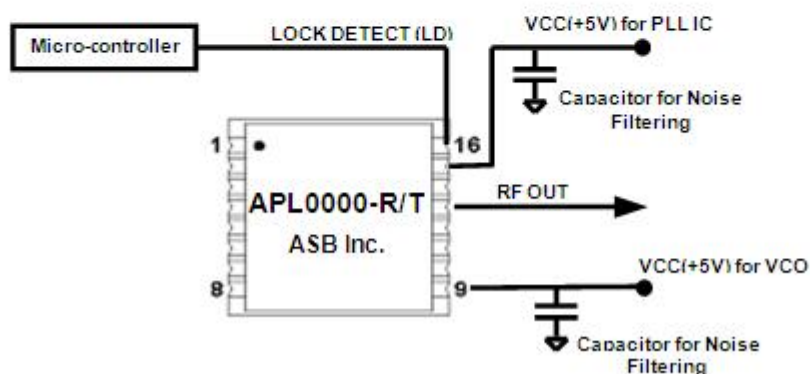 VCC(+5V) for PLL IC
LOCK DETECT (LD)
Micro-controller
Capacitor for Noise
Filtering
1
16
APL0000-R/T
RF OUT
ASB Inc.
VCC(+5V) for VCO
8
9
Capacitor for Noise
Filtering